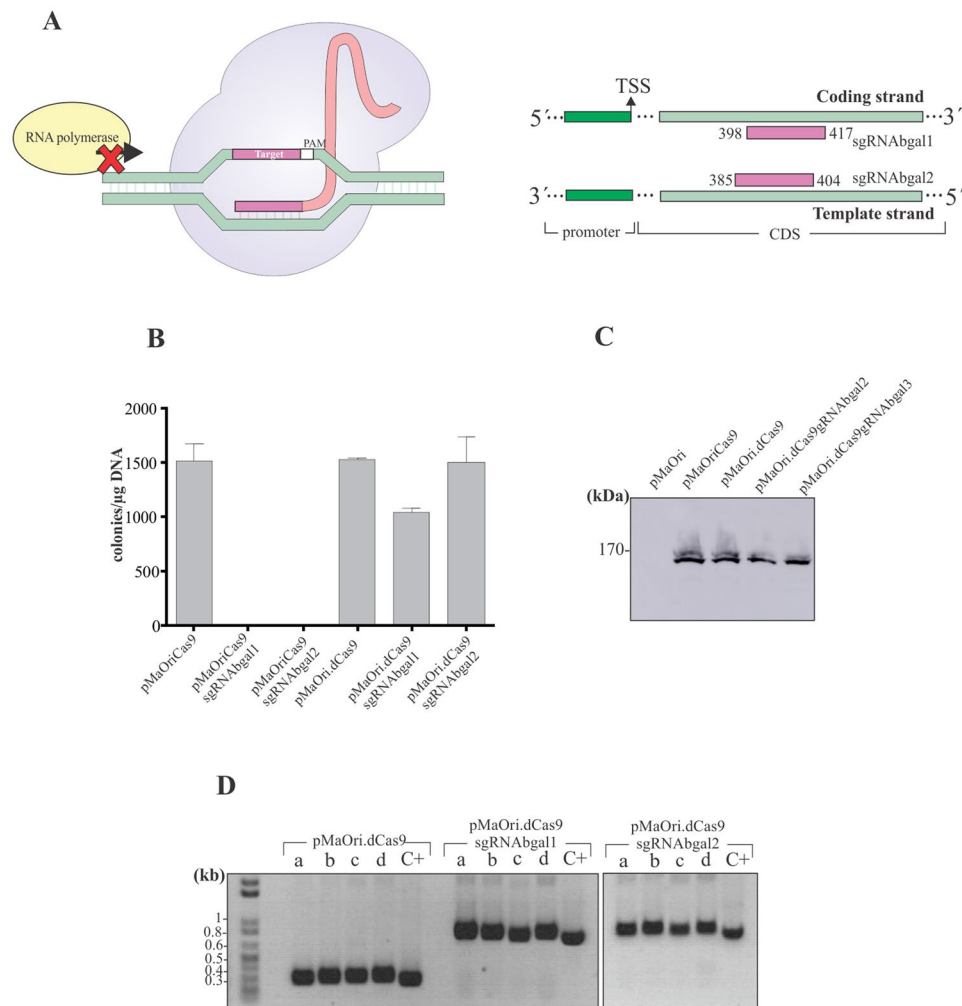 A
RNA polymerase
Target
PAM
TSS
Coding strand
5´
3´
398
417
sgRNAbgal1
385
404
sgRNAbgal2
3´
5´
Template strand
promoter
CDS
B
colonies/µg DNA
2000
1500
1000
500
0
pMaOriCas9
pMaOriCas9
sgRNAbgal1
pMaOriCas9
sgRNAbgal2
pMaOri.dCas9
pMaOri.dCas9
sgRNAbgal1
pMaOri.dCas9
sgRNAbgal2
C
pMaOri
pMaOriCas9
pMaOri.dCas9
pMaOri.dCas9gRNAbgal2
pMaOri.dCas9gRNAbgal3
(kDa)
170-
D
pMaOri.dCas9
a b c d C+
pMaOri.dCas9
sgRNAbgal1
a b c d C+
pMaOri.dCas9
sgRNAbgal2
a b c d C+
(kb)
1
0.8
0.6
0.5
0.4
0.3